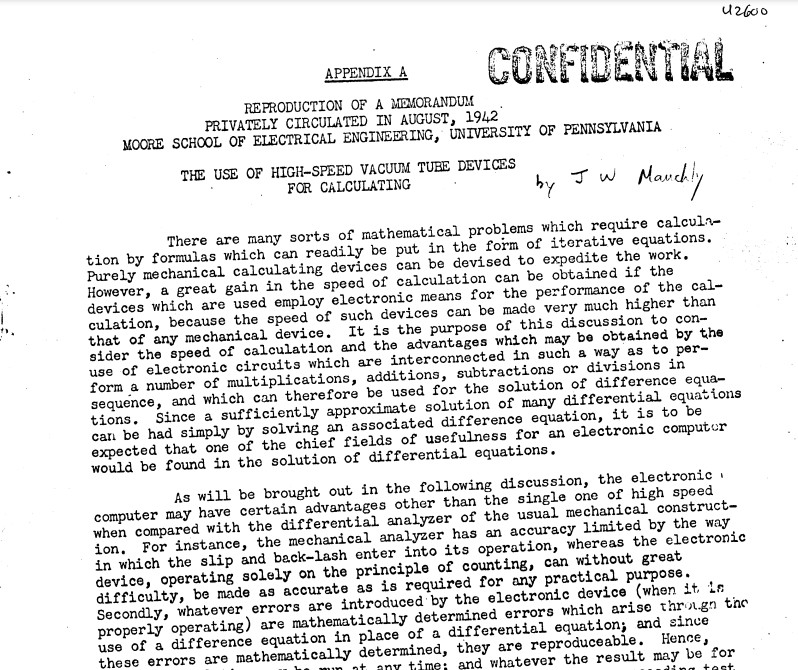 U2600
CONFIDENTIAL
APPENDIX A
REPRODUCTION OF A MEMORANDUM
PRIVATELY CIRCULATED IN AUGUST, 1942
MOORE SCHOOL OF ELECTRICAL ENGINEERING, UNIVERSITY OF PENNSYLVANIA
THE USE OF HIGH-SPEED VACUUM TUBE DEVICES
FOR CALCULATING
by J W Mauchly
There are many sorts of mathematical problems which require calcula-
tion by formulas which can readily be put in the form of iterative equations.
Purely mechanical calculating devices can be devised to expedite the work.
However, a great gain in the speed of calculation can be obtained if the
devices which are used employ electronic means for the performance of the cal-
culation, because the speed of such devices can be made very much higher than
that of any mechanical device. It is the purpose of this discussion to con-
sider the speed of calculation and the advantages which may be obtained by the
use of electronic circuits which are interconnected in such a way as to per-
form a number of multiplications, additions, subtractions or divisions in
sequence, and which can therefore be used for the solution of difference equa-
tions. Since a sufficiently approximate solution of many differential equations
can be had simply by solving an associated difference equation, it is to be
expected that one of the chief fields of usefulness for an electronic computer
would be found in the solution of differential equations.
As will be brought out in the following discussion, the electronic
computer may have certain advantages other than the single one of high speed
when compared with the differential analyzer of the usual mechanical construct-
ion. For instance, the mechanical analyzer has an accuracy limited by the way
in which the slip and back-lash enter into its operation, whereas the electronic
device, operating solely on the principle of counting, can without great
difficulty, be made as accurate as is required for any practical purpose.
Secondly, whatever errors are introduced by the electronic device (when it is
properly operating) are mathematically determined errors which arise through the
use of a difference equation in place of a differential equation; and since
these errors are mathematically determined, they are reproduceable. Hence,
run at any time; and whatever the result may be for